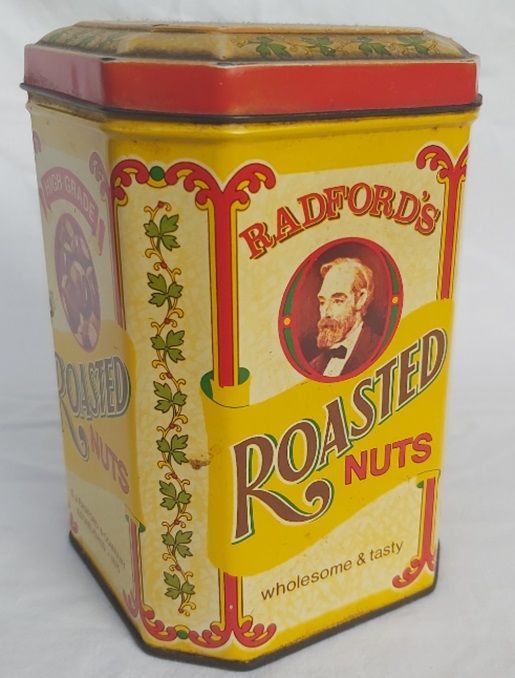 HIGH GRADE
ROASTED
NUTS
RADFORD'S
ROASTED
NUTS
wholesome & tasty